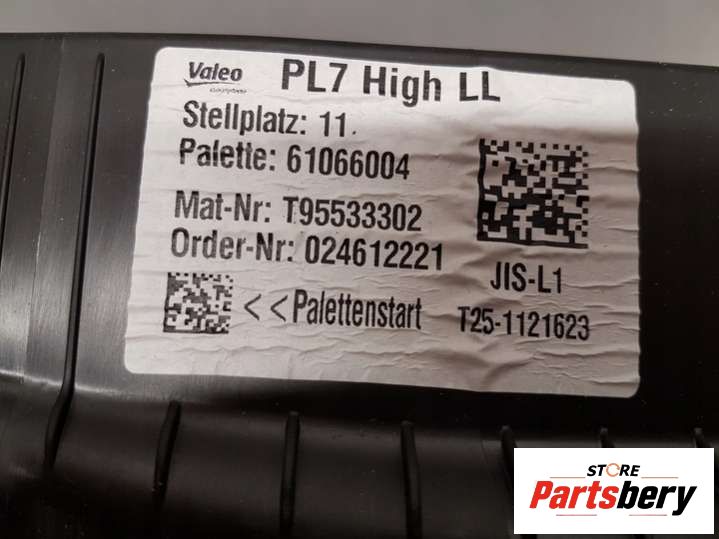 Valeo
PL7 High LL
Stellplatz: 11
Palette: 61066004
Mat-Nr: T95533302
Order-Nr: 024612221
<<Palettenstart
JIS-L1
T25-1121623
STORE
Partsbery